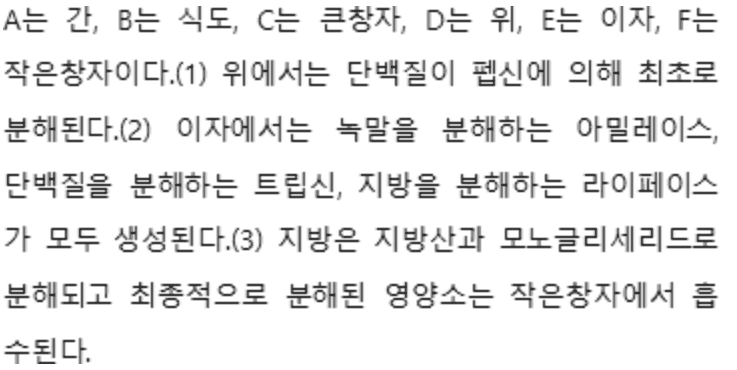 A는 간, B는 식도, C는 큰창자, D는 위, E는 이자, F는
작은창자이다.(1) 위에서는 단백질이 펩신에 의해 최초로
분해된다.(2) 이자에서는 녹말을 분해하는 아밀레이스,
단백질을 분해하는 트립신, 지방을 분해하는 라이페이스
가 모두 생성된다.(3) 지방은 지방산과 모노글리세리드로
분해되고 최종적으로 분해된 영양소는 작은창자에서 흡
수된다.